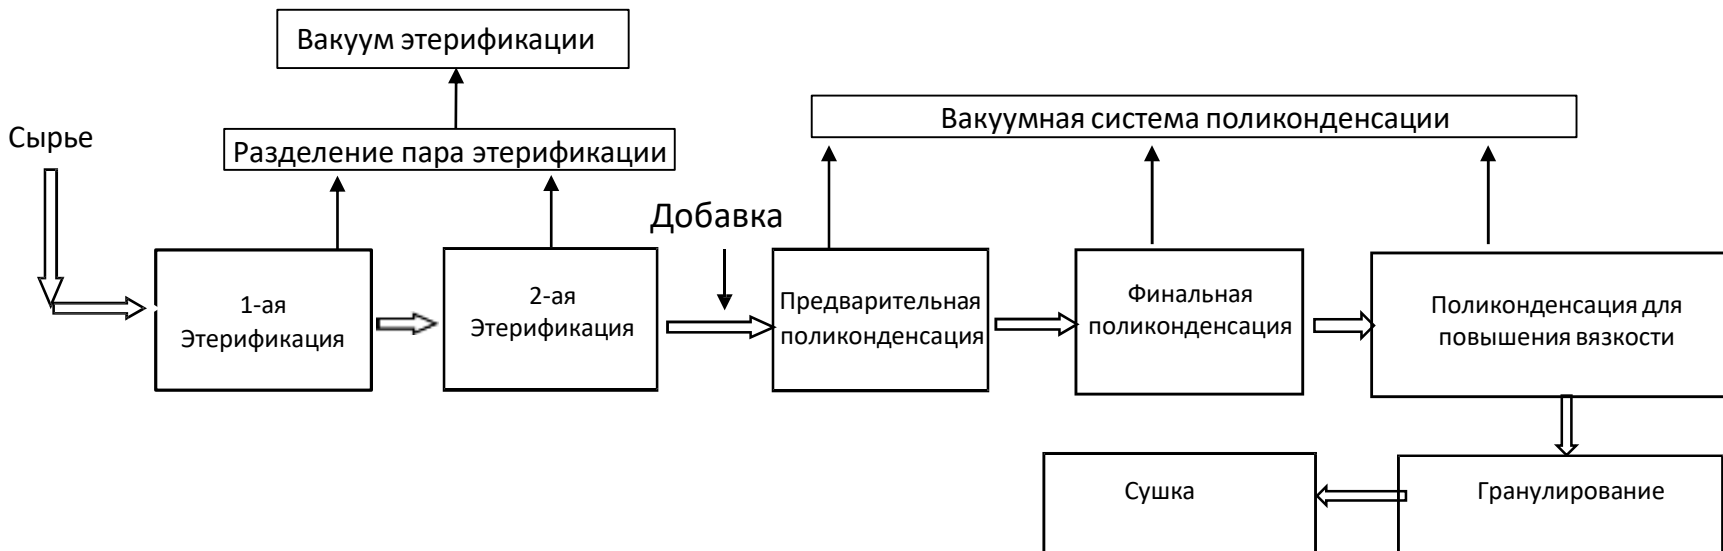 Вакуум этерификации
Вакуумная система поликонденсации
Сырье
Разделение пара этерификации
Добавка
1-ая
Этерификация
2-ая
Этерификация
Предварительная
поликонденсация
Финальная
поликонденсация
Поликонденсация для
повышения вязкости
Сушка
Гранулирование